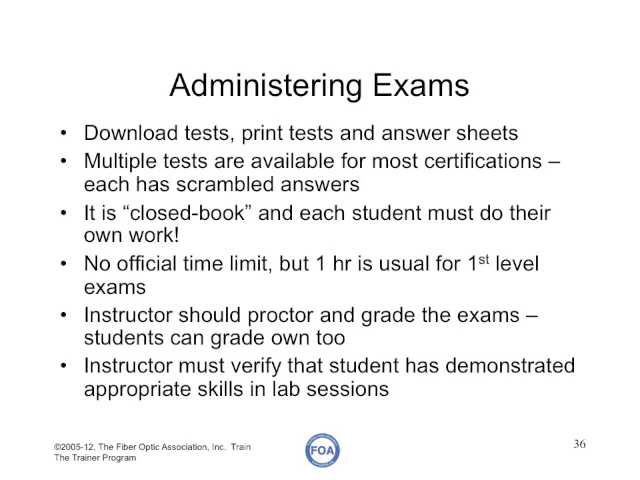 Administering Exams
• Download tests, print tests and answer sheets
• Multiple tests are available for most certifications –
each has scrambled answers
• It is “closed-book” and each student must do their
own work!
• No official time limit, but 1 hr is usual for 1st level
exams
• Instructor should proctor and grade the exams –
students can grade own too
• Instructor must verify that student has demonstrated
appropriate skills in lab sessions
©2005-12, The Fiber Optic Association, Inc. Train
The Trainer Program
FOA
36